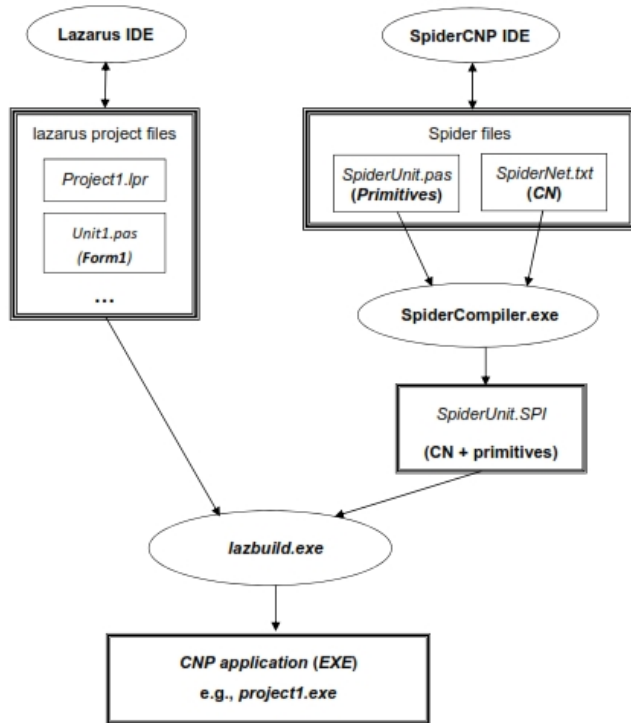 Lazarus IDE
SpiderCNP IDE
lazarus project files
Project1.lpr
Unit1.pas
(Form1)
...
Spider files
SpiderUnit.pas
(Primitives)
SpiderNet.txt
(CN)
SpiderCompiler.exe
SpiderUnit.SPI
(CN + primitives)
lazbuild.exe
CNP application (EXE)
e.g., project1.exe